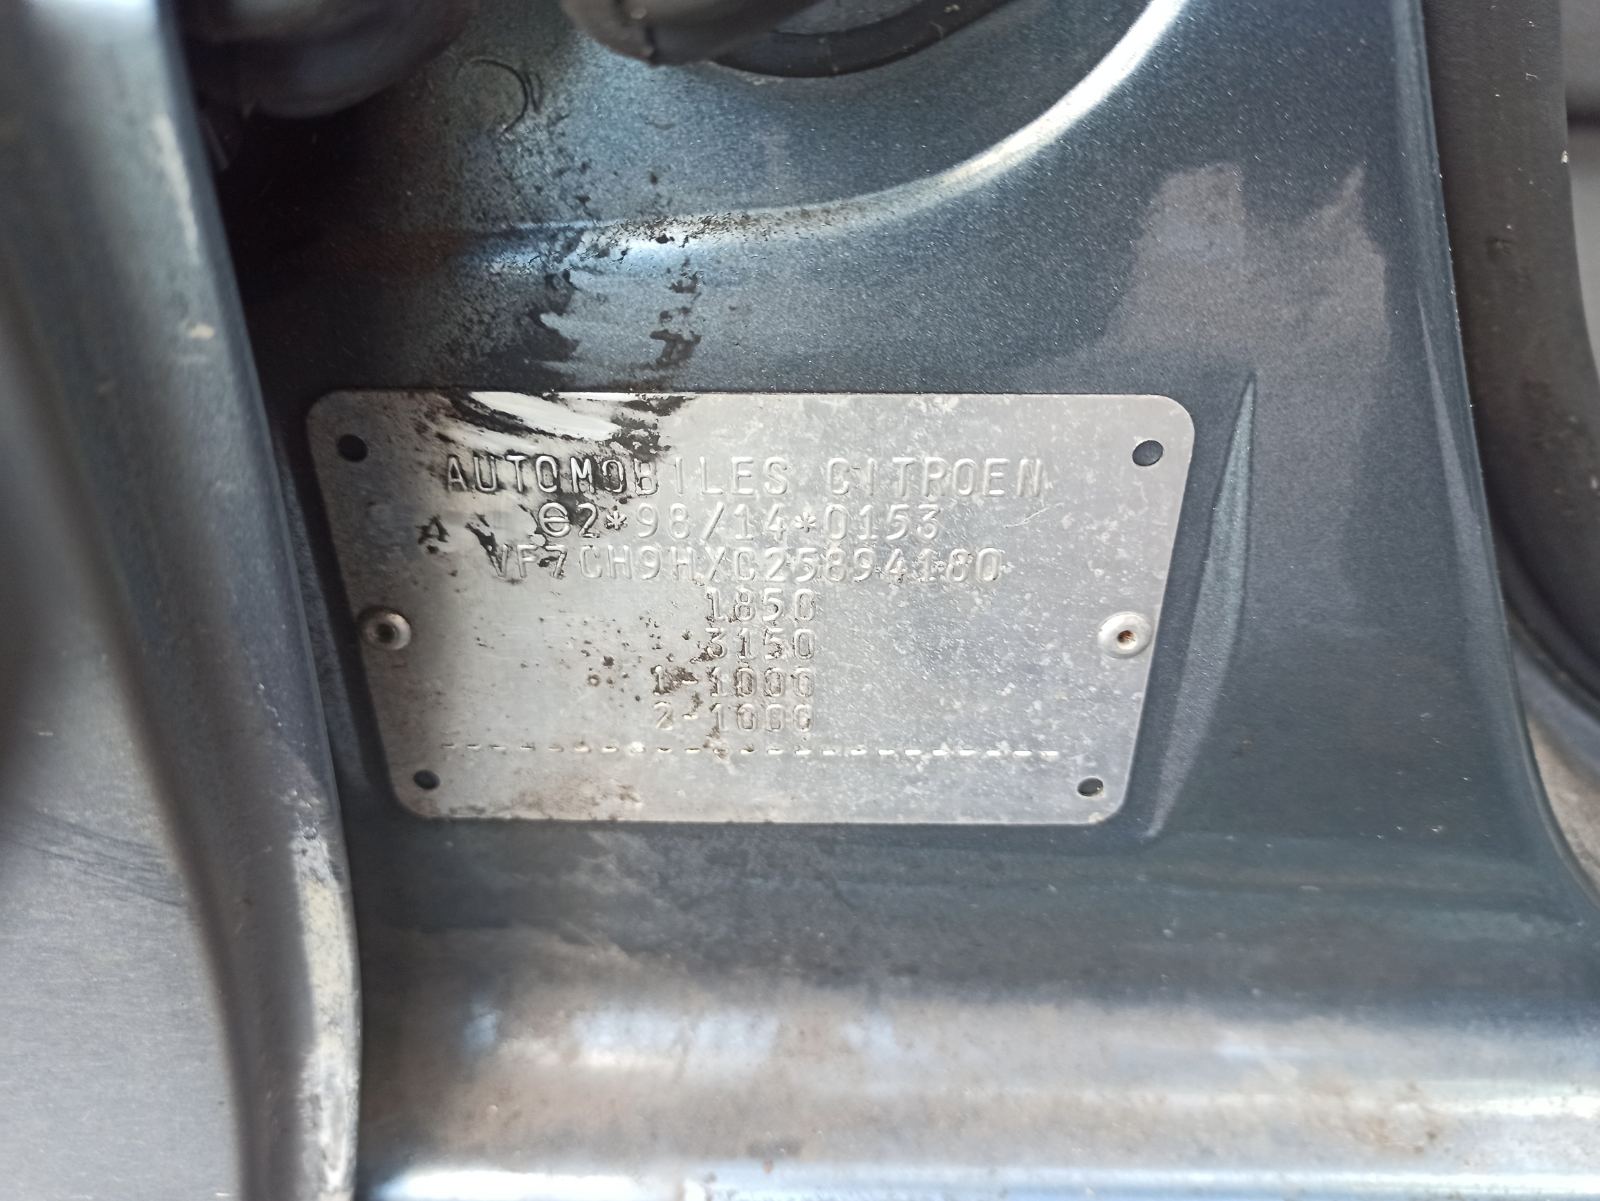 AUTOMOBILES CITROEN
e2*98/14*0153
VF7CH9HXC25894180
1850
3150
1-1000
2-1000
-----------------------